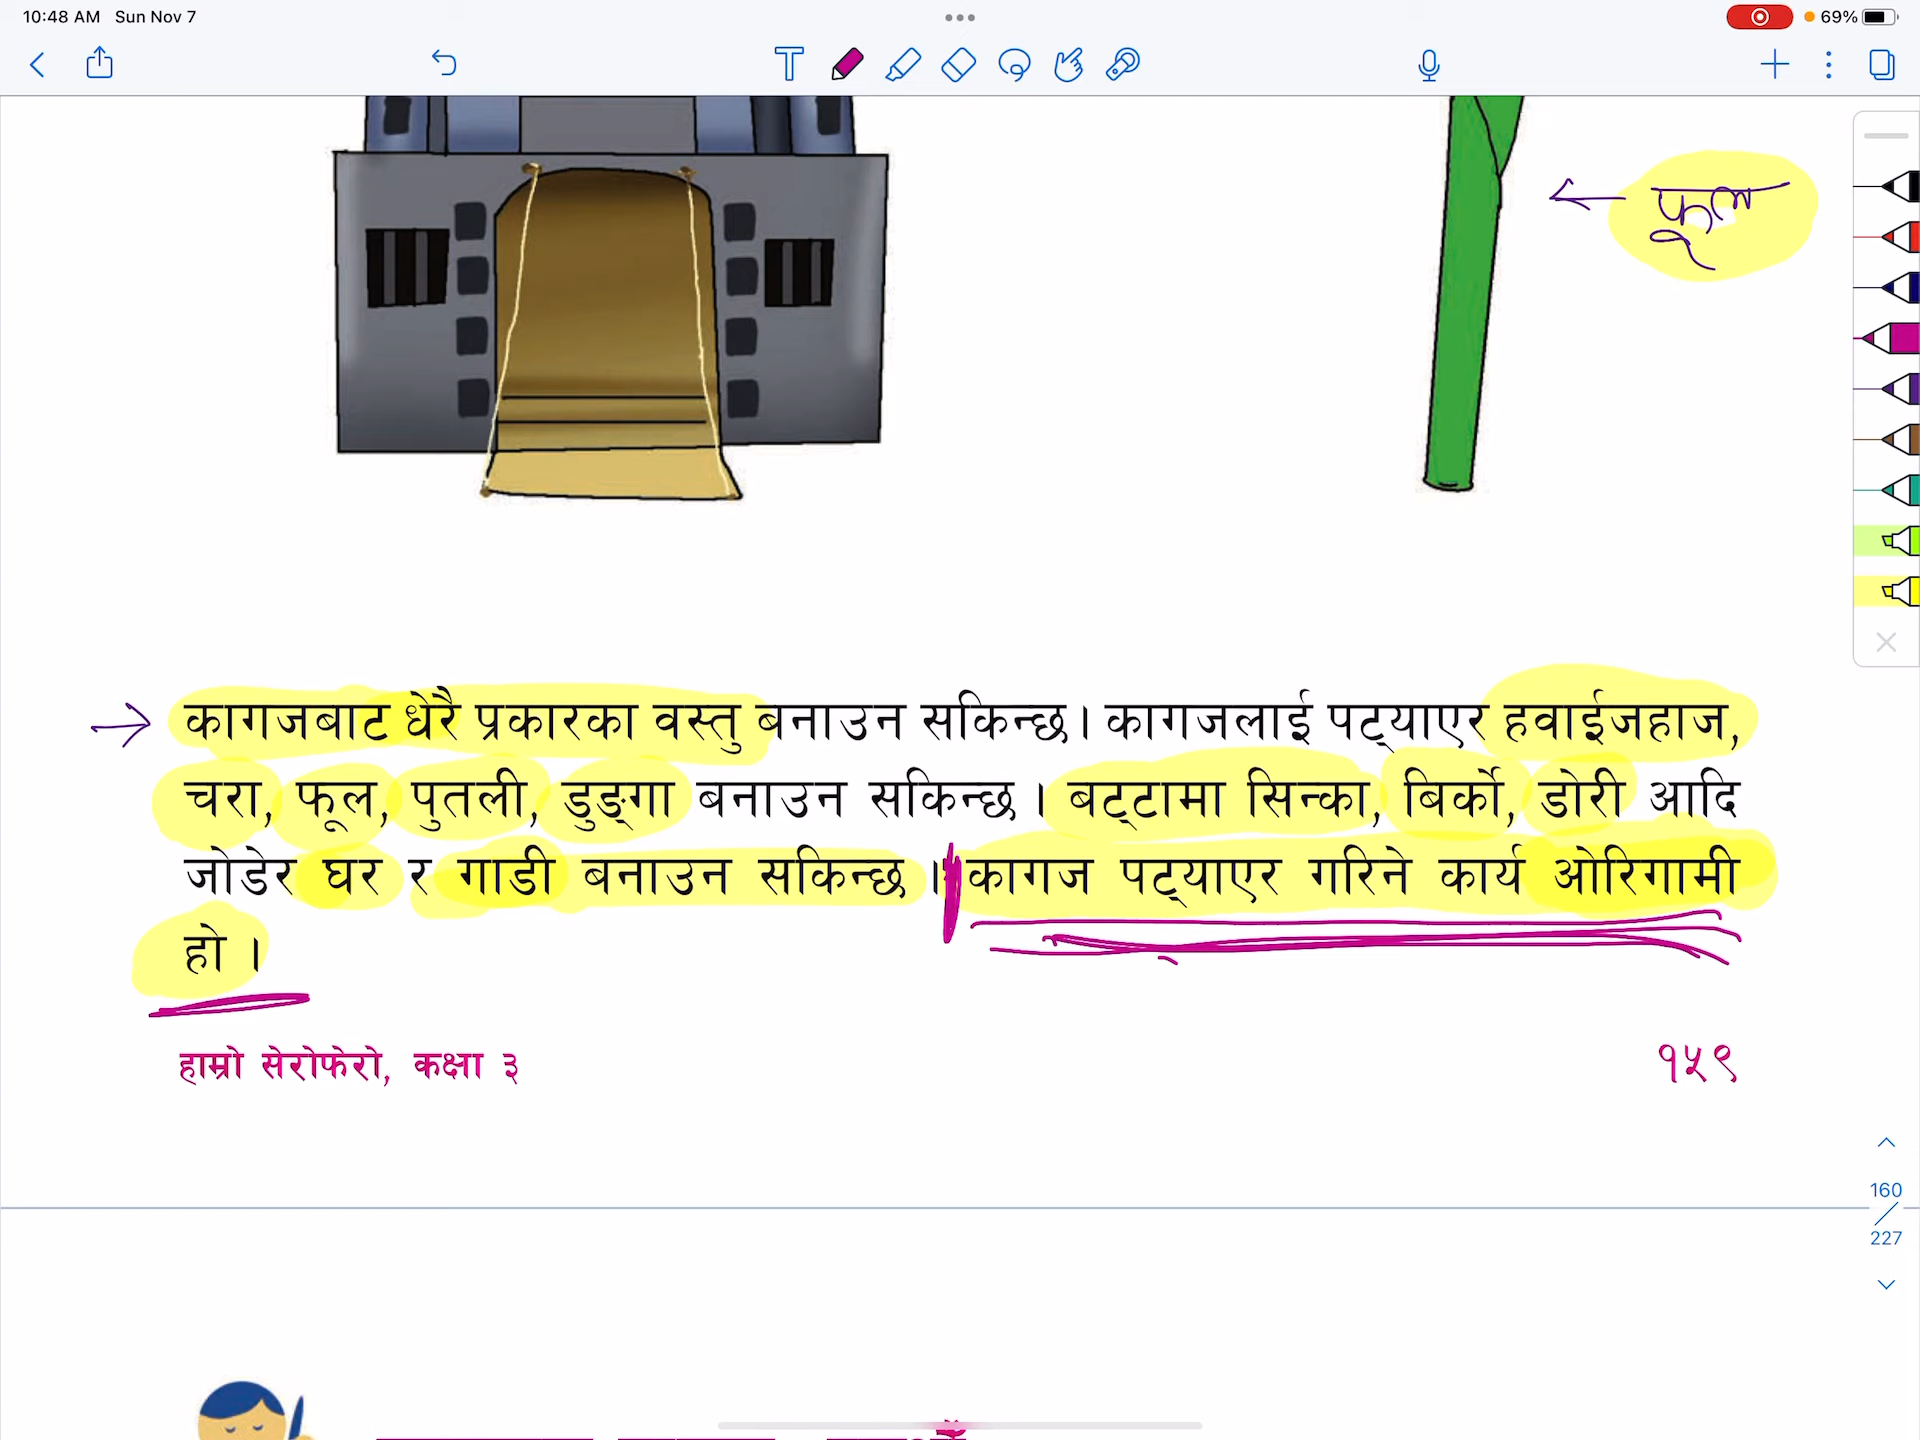 10:48 AM Sun Nov 7
69%
फूल
कागजबाट धेरै प्रकारका वस्तु बनाउन सकिन्छ। कागजलाई पट्याएर हवाईजहाज,
चरा, फूल, पुतली, डुङ्गा बनाउन सकिन्छ । बट्टामा सिन्का, बिर्को, डोरी आदि
जोडेर घर र गाडी बनाउन सकिन्छ । कागज पट्याएर गरिने कार्य ओरिगामी
हो ।
हाम्रो सेरोफेरो, कक्षा ३
१५९
160
227